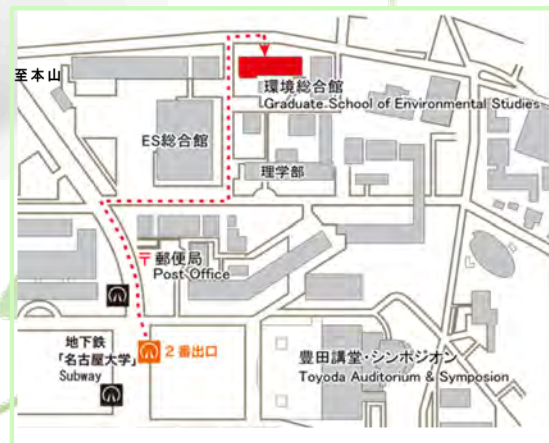 至本山
環境総合館
Graduate School of Environmental Studies
ES総合館
理学部
〒郵便局
Post Office
地下鉄
「名古屋大学」
Subway
2番出口
豊田講堂・シンポジオン
Toyoda Auditorium & Symposion